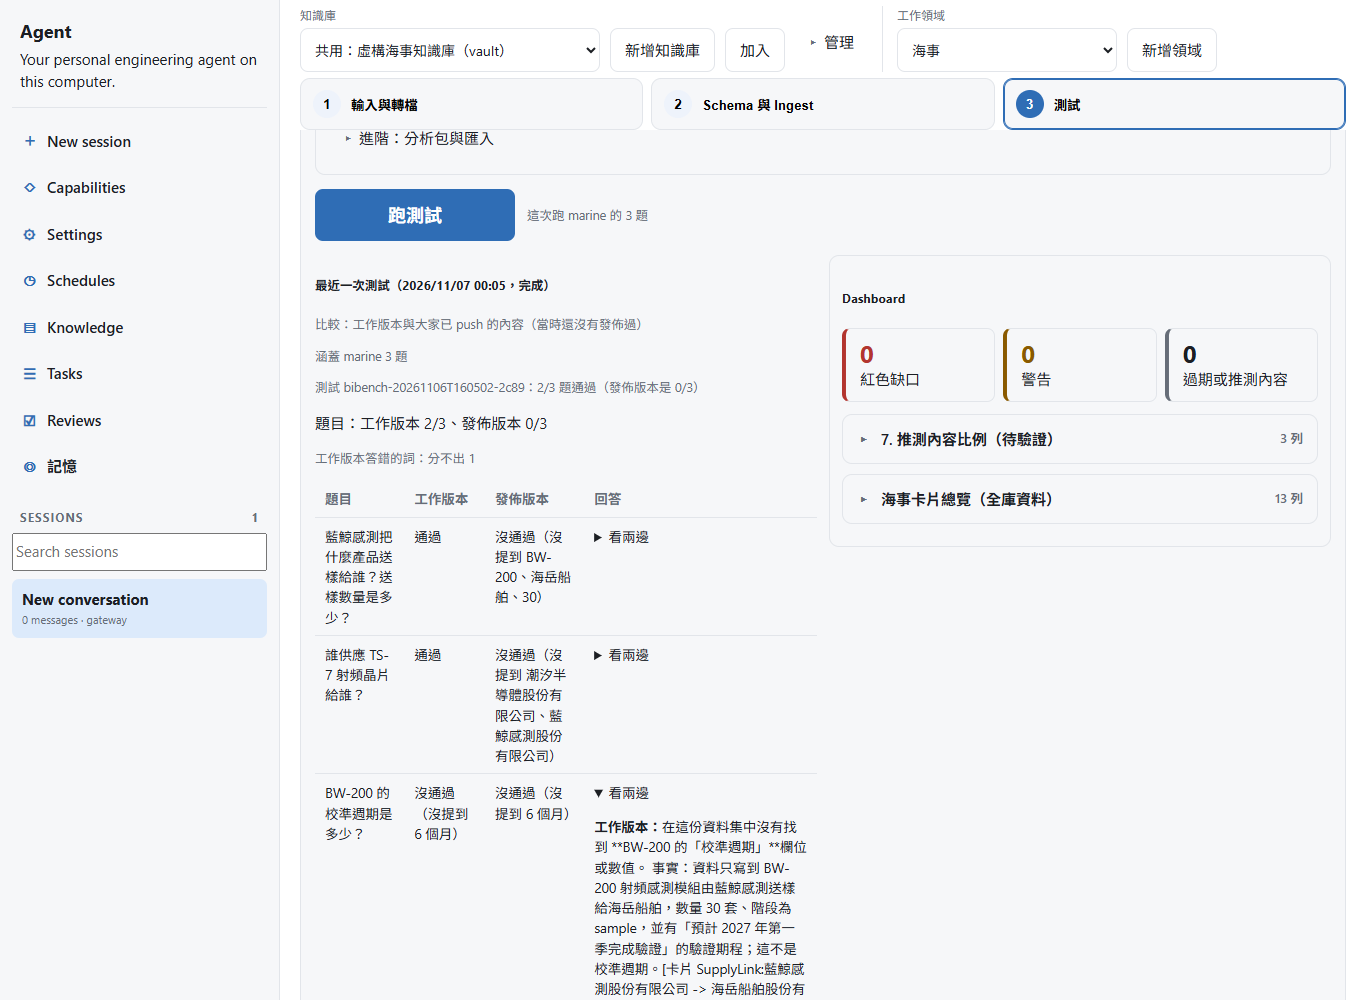 Agent
Your personal engineering agent on
this computer.
New session
Capabilities
Settings
Schedules
Knowledge
Tasks
Reviews
記憶
SESSIONS 1
Search sessions
New conversation
0 messages · gateway
知識庫
共用：虛構海事知識庫（vault）
新增知識庫
加入
管理
工作領域
海事
新增領域
1 輸入與轉檔
2 Schema 與 Ingest
3 測試
進階：分析包與匯入
跑測試
這次跑 marine 的 3 題
最近一次測試（2026/11/07 00:05，完成）
比較：工作版本與大家已 push 的內容（當時還沒有發佈過）
涵蓋 marine 3 題
測試 bibench-20261106T160502-2c89：2/3 題通過（發佈版本是 0/3）
題目：工作版本 2/3、發佈版本 0/3
工作版本答錯的詞：分不出 1
題目 工作版本 發佈版本 回答
藍鯨感測把
什麼產品送
樣給誰？送
樣數量是多
少？
通過
沒通過（沒
提到 BW-
200、海岳船
舶、30）
看兩邊
誰供應 TS-
7 射頻晶片
給誰？
通過
沒通過（沒
提到 潮汐半
導體股份有
限公司、藍
鯨感測股份
有限公司）
看兩邊
BW-200 的
校準週期是
多少？
沒通過
（沒提到
6 個月）
沒通過（沒
提到 6 個月）
看兩邊
工作版本：在這份資料集中沒有找
到 **BW-200 的「校準週期」**欄位
或數值。 事實：資料只寫到 BW-
200 射頻感測模組由藍鯨感測送樣
給海岳船舶，數量 30 套、階段為
sample，並有「預計 2027 年第一
季完成驗證」的驗證期程；這不是
校準週期。[卡片 SupplyLink:藍鯨感
測股份有限公司 -> 海岳船舶股份有
Dashboard
0
紅色缺口
0
警告
0
過期或推測內容
7. 推測內容比例（待驗證） 3 列
海事卡片總覽（全庫資料） 13 列